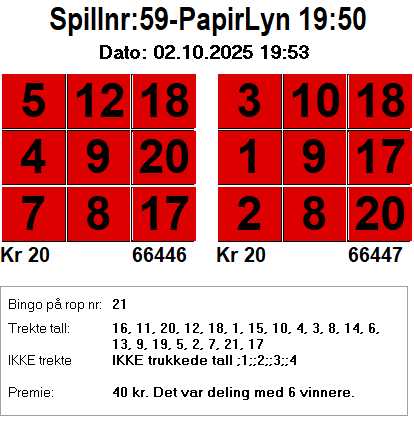 Spillnr:59-PapirLyn 19:50
Dato: 02.10.2025 19:53
5 12 18 3 10 18
4 9 20 1 9 17
7 8 17 2 8 20
Kr 20 66446 Kr 20 66447
Bingo på rop nr: 21
Trekte tall: 16, 11, 20, 12, 18, 1, 15, 10, 4, 3, 8, 14, 6,
13, 9, 19, 5, 2, 7, 21, 17
IKKE trekte IKKE trukkede tall ;1;;2;;3;;4
Premie: 40 kr. Det var deling med 6 vinnere.